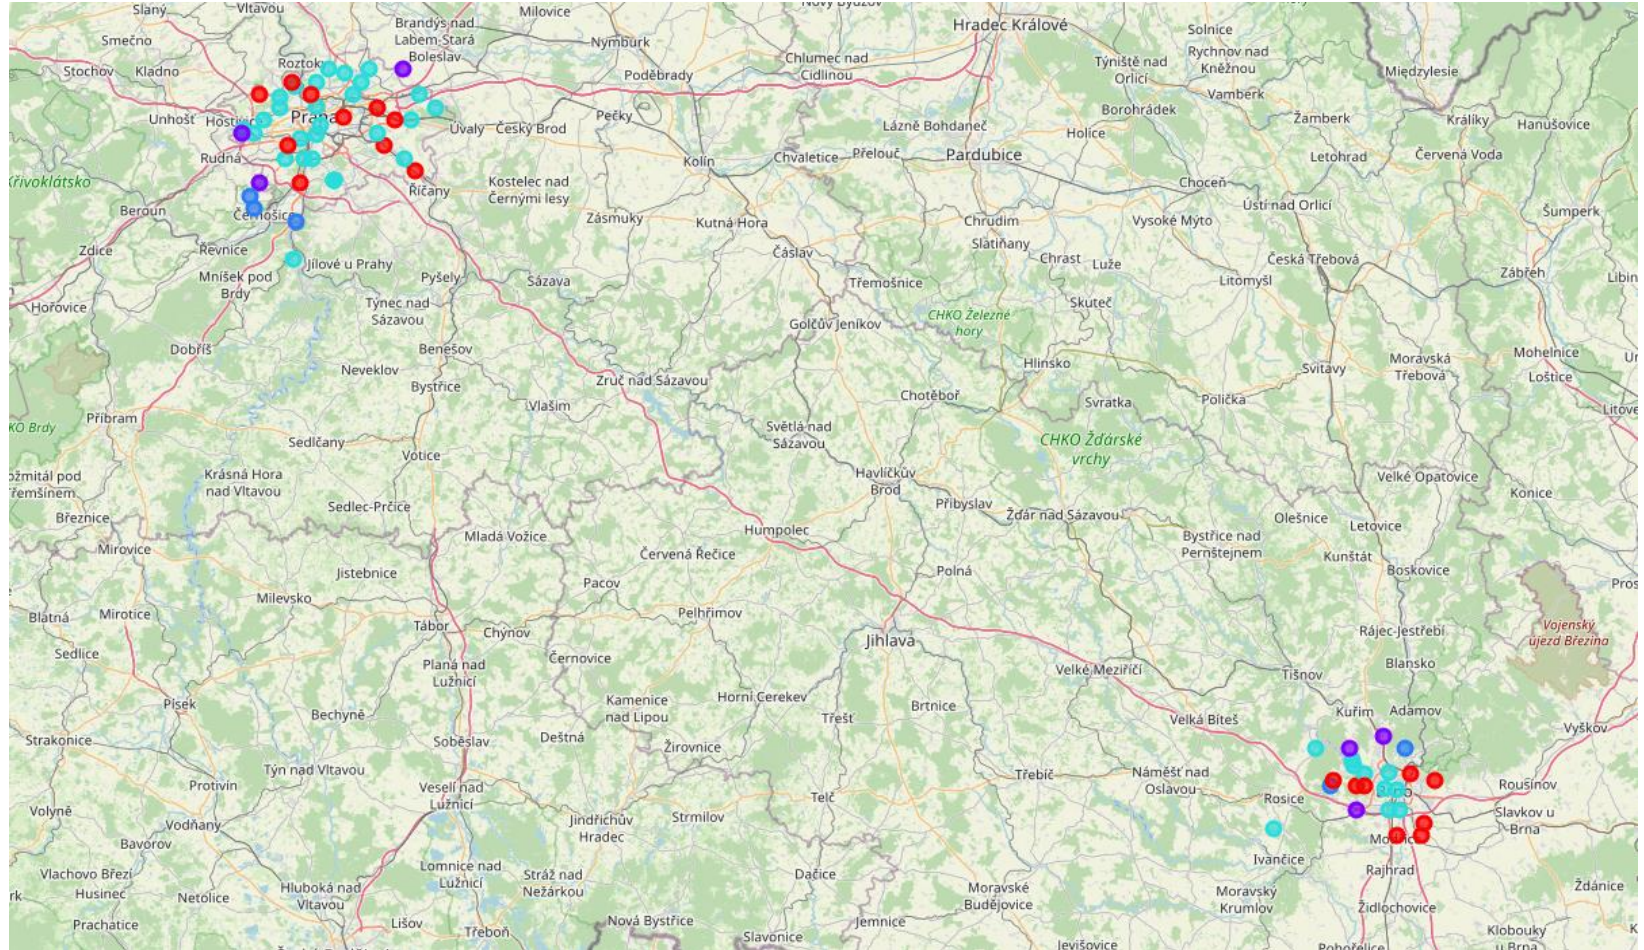 Slaný
Vltavou
Milovice
Hradec Králové
Solnice
Smečno
Brandýs nad
Labem-Stará
Boleslav
Nymburk
Chlumec nad
Cidlinou
Týniště nad
Orlicí
Rychnov nad
Kněžnou
Międzylesie
Stochov
Kladno
Poděbrady
Vamberk
Borohrádek
Unhošť
Pečky
Lázně Bohdaneč
Žamberk
Králíky
Hanušovice
Úvaly
Český Brod
Holice
Rudná
Kolín
Chvaletice
Přelouč
Pardubice
Letohrad
Červená Voda
Křivoklátsko
Říčany
Kostelec nad
Černými lesy
Choceň
Beroun
Černošice
Zásmuky
Kutná Hora
Chrudim
Vysoké Mýto
Ústí nad Orlicí
Šumperk
Zdice
Řevnice
Slatiňany
Čáslav
Chrast
Luže
Česká Třebová
Mníšek pod
Brdy
Jílové u Prahy
Pyšely
Sázava
Třemošnice
Litomyšl
Zábřeh
Libin
Hořovice
Týnec nad
Sázavou
Skuteč
CHKO Železné
hory
Golčův Jeníkov
Dobříš
Benešov
Neveklov
Bystřice
Zruč nad Sázavou
Hlinsko
Svitavy
Moravská
Třebová
Mohelnice
Loštice
Chotěboř
Svratka
Polička
Příbram
Vlašim
KO Brdy
Sedlčany
Světlá nad
Sázavou
CHKO Žďárské
vrchy
Votice
Krásná Hora
nad Vltavou
Havlíčkův
Brod
Velké Opatovice
Konice
Sedlec-Prčice
Přibyslav
Žďár nad Sázavou
Olešnice
Letovice
Březnice
Humpolec
Mladá Vožice
Bystřice nad
Pernštejnem
Mirovice
Červená Řečice
Kunštát
Boskovice
Jistebnice
Pacov
Polná
Milevsko
Blatná
Mirotice
Pelhřimov
Tábor
Chýnov
Jihlava
Rájec-Jestřebí
Vojenský
újezd Březina
Sedlice
Planá nad
Lužnicí
Černovice
Velké Meziříčí
Blansko
Tišnov
Písek
Bechyně
Kamenice
nad Lipou
Horní Cerekev
Třešť
Brtnice
Velká Bíteš
Kuřim
Adamov
Vyškov
Strakonice
Soběslav
Deštná
Žirovnice
Týn nad Vltavou
Protivín
Třebíč
Náměšť nad
Oslavou
Rosice
Brno
Rousínov
Volyně
Veselí nad
Lužnicí
Telč
Vodňany
Jindřichův
Hradec
Strmilov
Slavkov u
Brna
Bavorov
Ivančice
Rajhrad
Vlachovo Březí
Husinec
Netolice
Hluboká nad
Vltavou
Lomnice nad
Lužnicí
Stráž nad
Nežárkou
Dačice
Moravské
Budějovice
Moravský
Krumlov
Židlochovice
Ždánice
Prachatice
Lišov
Třeboň
Nová Bystřice
Slavonice
Jemnice
Jevišovice
Pohořelice
Klobouky
u Brna